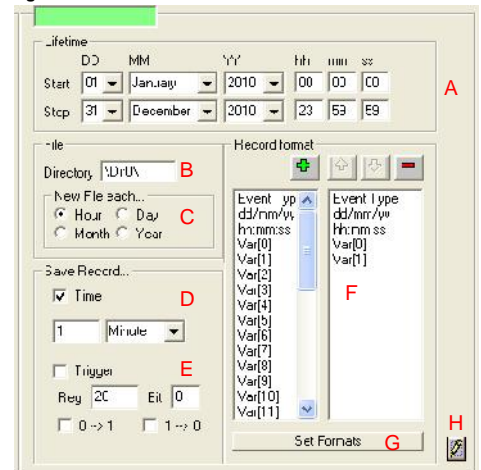 Lifetime
DD MM YY hh mm ss
Start 01 January 2010 00 00 00 A
Stop 31 December 2010 23 59 59
File
Directory \Dir0\ B
New File each... C
Hour Day
Month Year
Record format
Event Typ
dd/mm/yy
hh:mm:ss
Var[0]
Var[1]
Var[2]
Var[3]
Var[4]
Var[5]
Var[6]
Var[7]
Var[8]
Var[9]
Var[10]
Var[11]
Event Type
dd/mm/yy
hh:mm:ss
Var[0]
Var[1]
F
Save Record...
Time D
1 Minute
Trigger E
Reg 20 Bit 0
0 -> 1 1 -> 0
Set Formats G
H